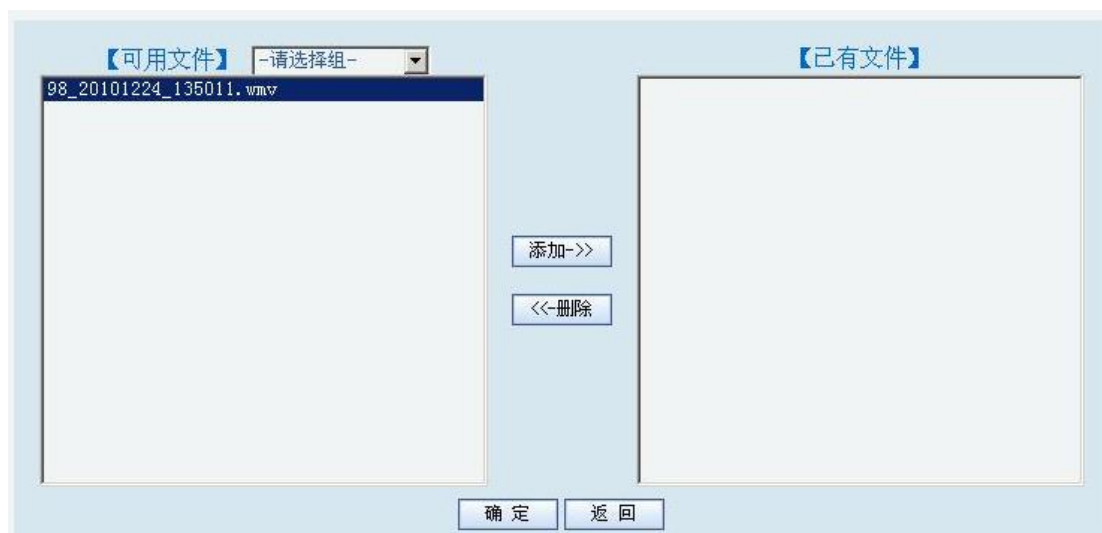 【可用文件】 -请选择组- 【已有文件】
98_20101224_135011.wmv
添加->>
<<-删除
确 定 返 回